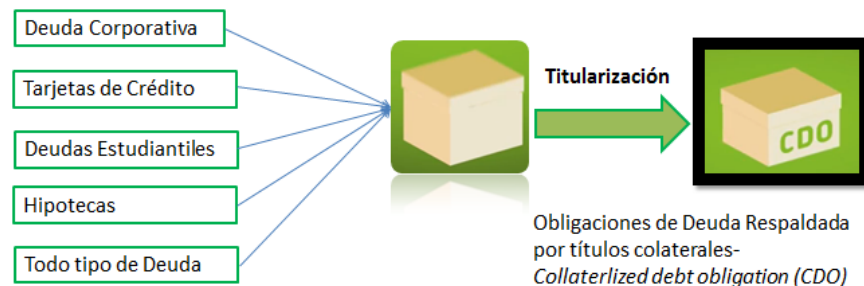 Deuda Corporativa
Tarjetas de Crédito
Deudas Estudiantiles
Hipotecas
Todo tipo de Deuda
Titularización
CDO
Obligaciones de Deuda Respaldada
por títulos colaterales-
Collaterlized debt obligation (CDO)